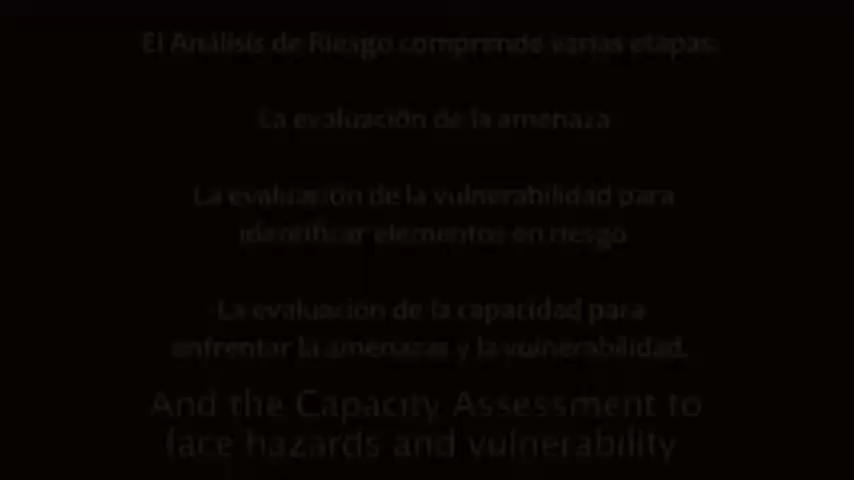 El Análisis de Riesgo comprende varias etapas:
La evaluación de la amenaza
La evaluación de la vulnerabilidad para
identificar elementos en riesgo
La evaluación de la capacidad para
enfrentar la amenazas y la vulnerabilidad.
And the Capacity Assessment to
face hazards and vulnerability